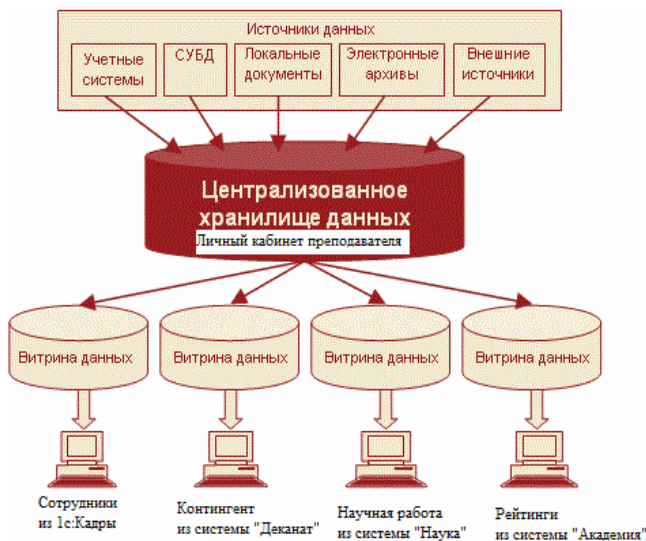 Источники данных
Учетные
системы
СУБД
Локальные
документы
Электронные
архивы
Внешние
источники
Централизованное
хранилище данных
Личный кабинет преподавателя
Витрина данных
Витрина данных
Витрина данных
Витрина данных
Сотрудники
из 1с:Кадры
Контингент
из системы "Деканат"
Научная работа
из системы "Наука"
Рейтинги
из системы "Академия"